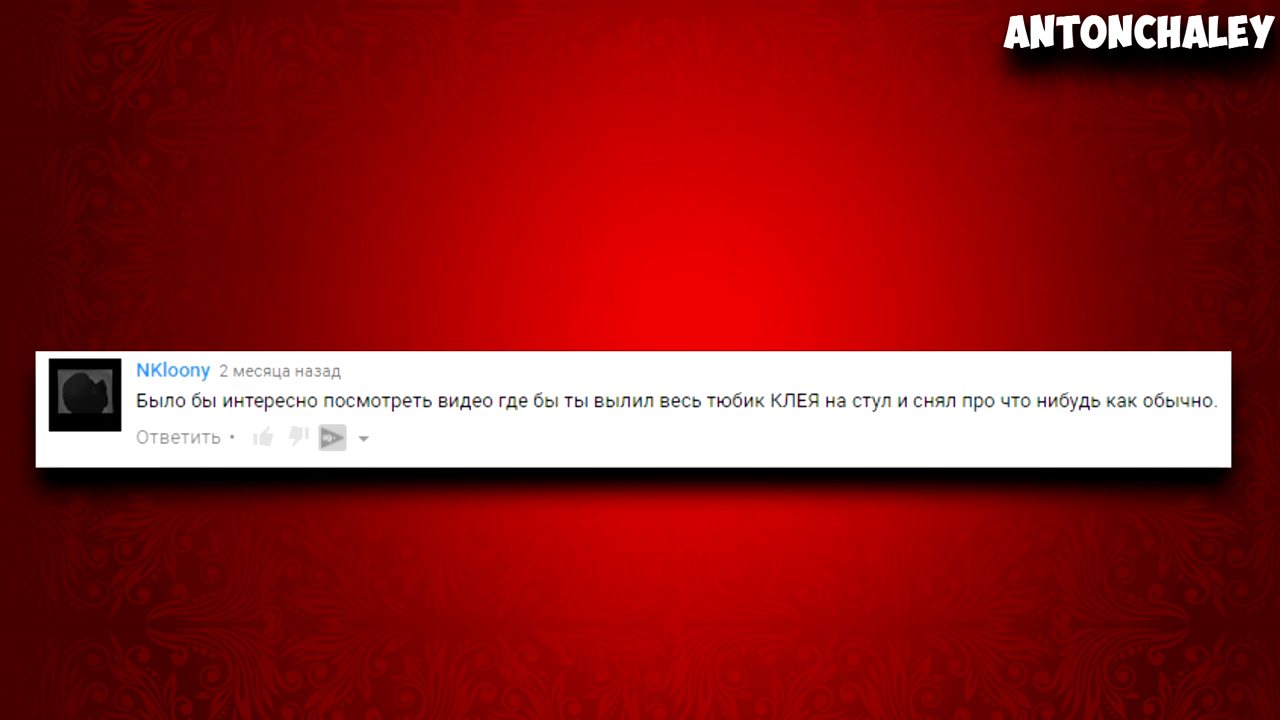 ANTONCHALEY
NKloony 2 месяца назад
Было бы интересно посмотреть видео где бы ты вылил весь тюбик КЛЕЯ на стул и снял про что нибудь как обычно.
Ответить •